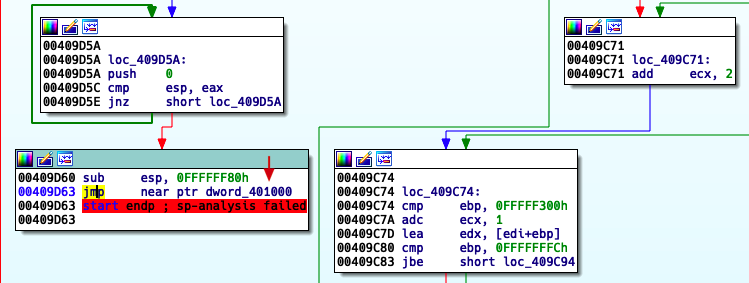 00409D5A
00409D5A loc_409D5A:
00409D5A push 0
00409D5C cmp esp, eax
00409D5E jnz short loc_409D5A
00409D60 sub esp, 0FFFFFF80h
00409D63 jmp near ptr dword_401000
00409D63 start endp ; sp-analysis failed
00409D63
00409C71
00409C71 loc_409C71:
00409C71 add ecx, 2
00409C74
00409C74 loc_409C74:
00409C74 cmp ebp, 0FFFFF300h
00409C7A adc ecx, 1
00409C7D lea edx, [edi+ebp]
00409C80 cmp ebp, 0FFFFFFFCh
00409C83 jbe short loc_409C94